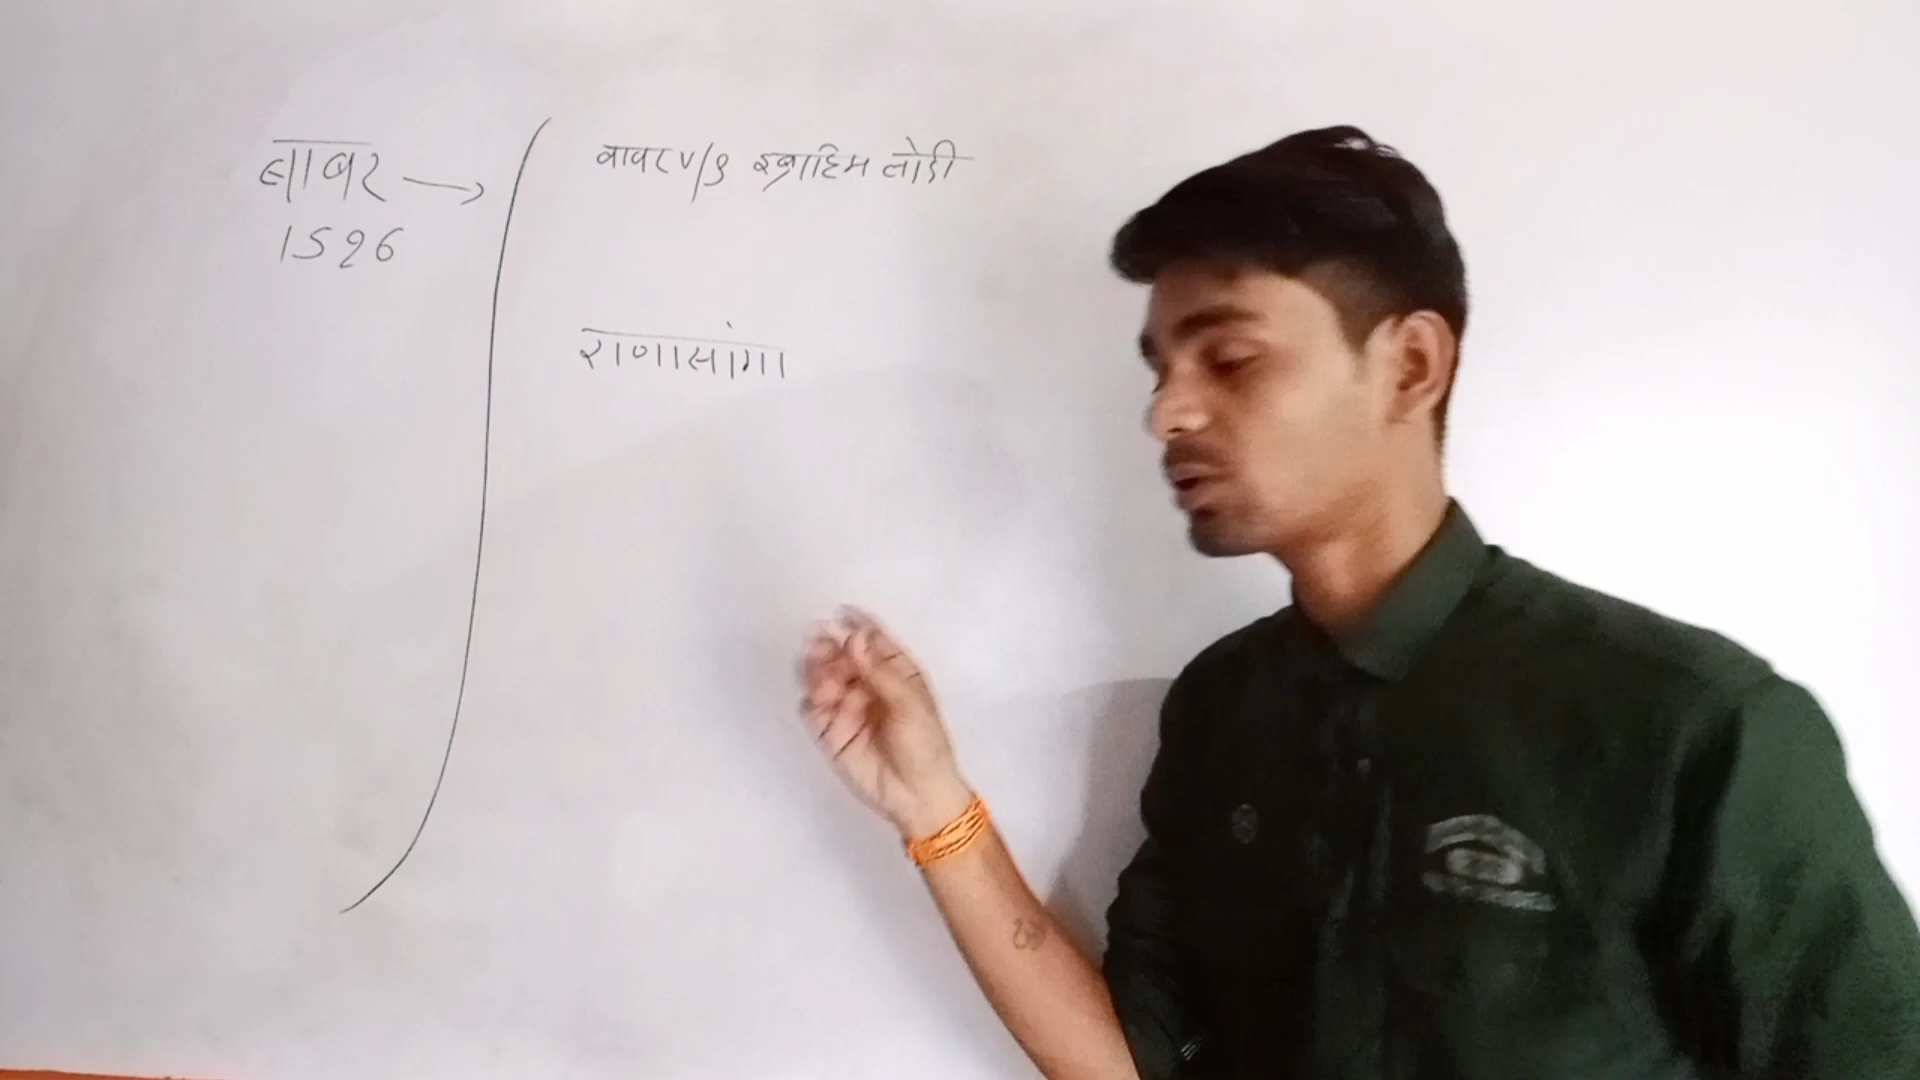 बाबर →
1526
बाबर v/s इब्राहिम लोदी
राणासांगा